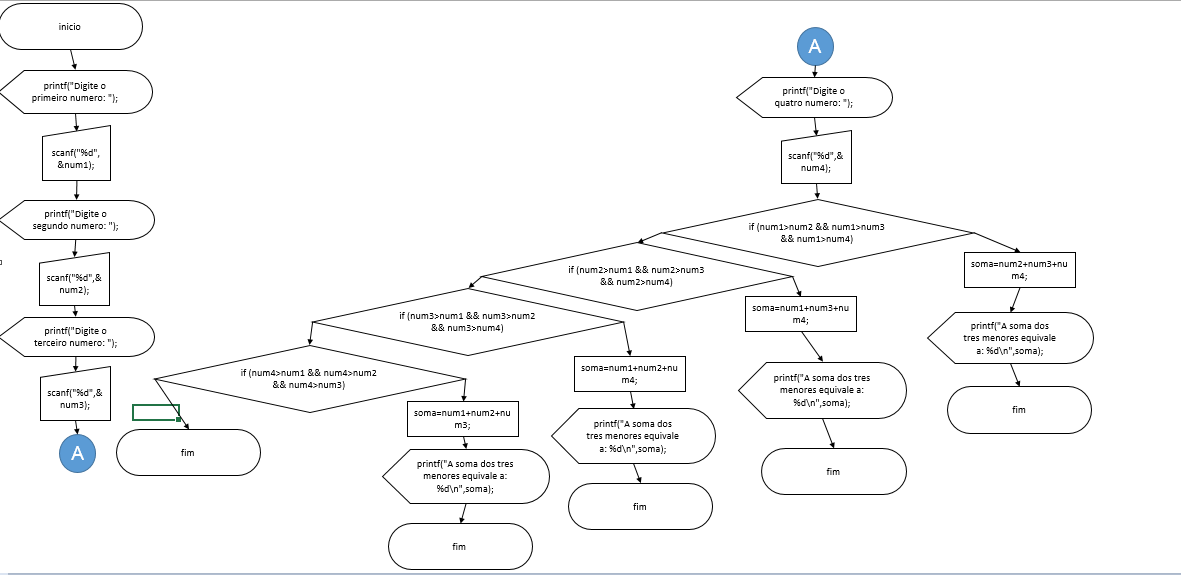 inicio
printf("Digite o
primeiro numero: ");
scanf("%d",
&num1);
printf("Digite o
segundo numero: ");
scanf("%d",&
num2);
printf("Digite o
terceiro numero: ");
scanf("%d",&
num3);
A
A
printf("Digite o
quatro numero: ");
scanf("%d",&
num4);
if (num1>num2 && num1>num3
&& num1>num4)
soma=num2+num3+nu
m4;
printf("A soma dos
tres menores equivale
a: %d\n",soma);
fim
if (num2>num1 && num2>num3
&& num2>num4)
soma=num1+num3+nu
m4;
printf("A soma dos tres
menores equivale a:
%d\n",soma);
fim
if (num3>num1 && num3>num2
&& num3>num4)
soma=num1+num2+nu
m4;
printf("A soma dos
tres menores equivale
a: %d\n",soma);
fim
if (num4>num1 && num4>num2
&& num4>num3)
soma=num1+num2+nu
m3;
printf("A soma dos tres
menores equivale a:
%d\n",soma);
fim
fim